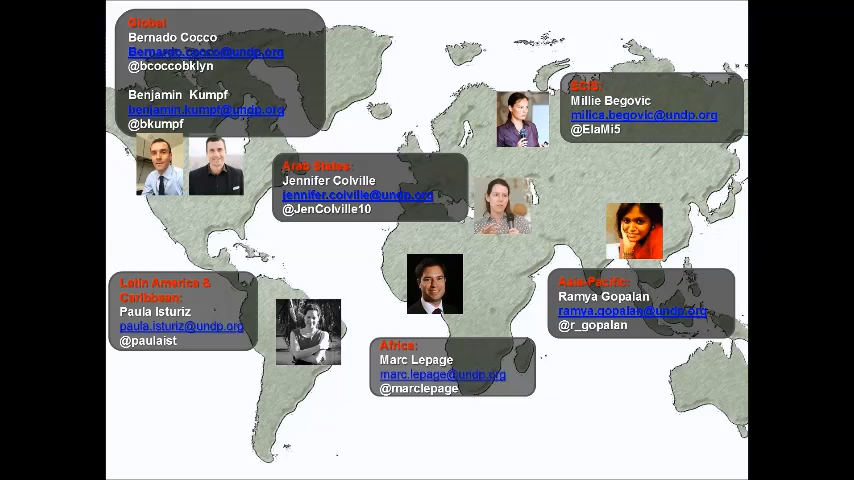 Global
Bernado Cocco
Bernardo.cocco@undp.org
@bcoccobklyn
Benjamin Kumpf
benjamin.kumpf@undp.org
@bkumpf
ECIS:
Millie Begovic
milica.begovic@undp.org
@ElaMi5
Arab States:
Jennifer Colville
jennifer.colville@undp.org
@JenColville10
Latin America &
Caribbean:
Paula Isturiz
paula.isturiz@undp.org
@paulaist
Asia-Pacific:
Ramya Gopalan
ramya.gopalan@undp.org
@r_gopalan
Africa:
Marc Lepage
marc.lepage@undp.org
@marclepage